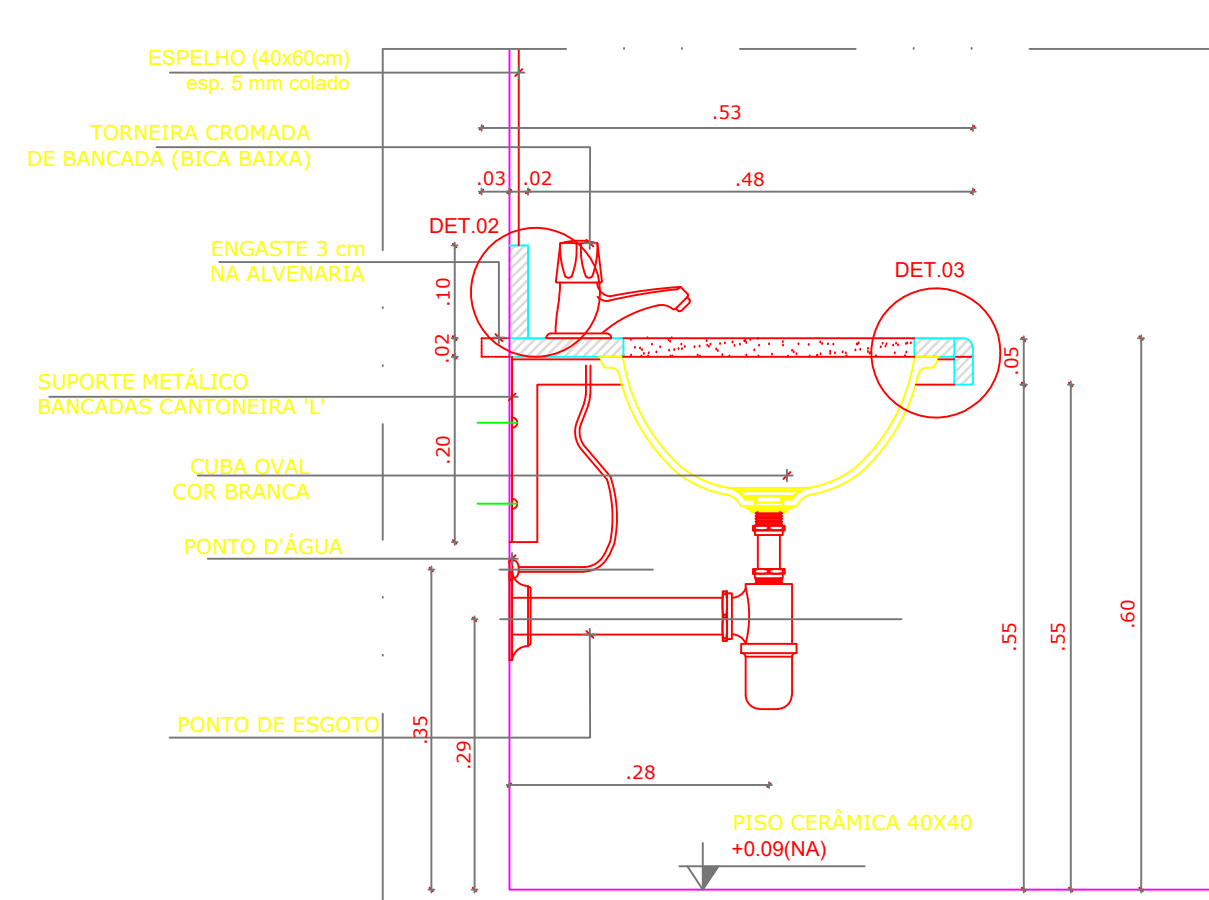 ESPELHO (40x60cm)
esp. 5 mm colado
.53
TORNEIRA CROMADA
DE BANCADA (BICA BAIXA)
.03
.02
.48
DET.02
ENGASTE 3 cm
NA ALVENARIA
DET.03
.10
.02
.05
SUPORTE METÁLICO
BANCADAS CANTONEIRA 'L'
.20
CUBA OVAL
COR BRANCA
PONTO D'ÁGUA
.55
.55
.60
PONTO DE ESGOTO
.35
.29
.28
PISO CERÂMICA 40X40
+0.09(NA)